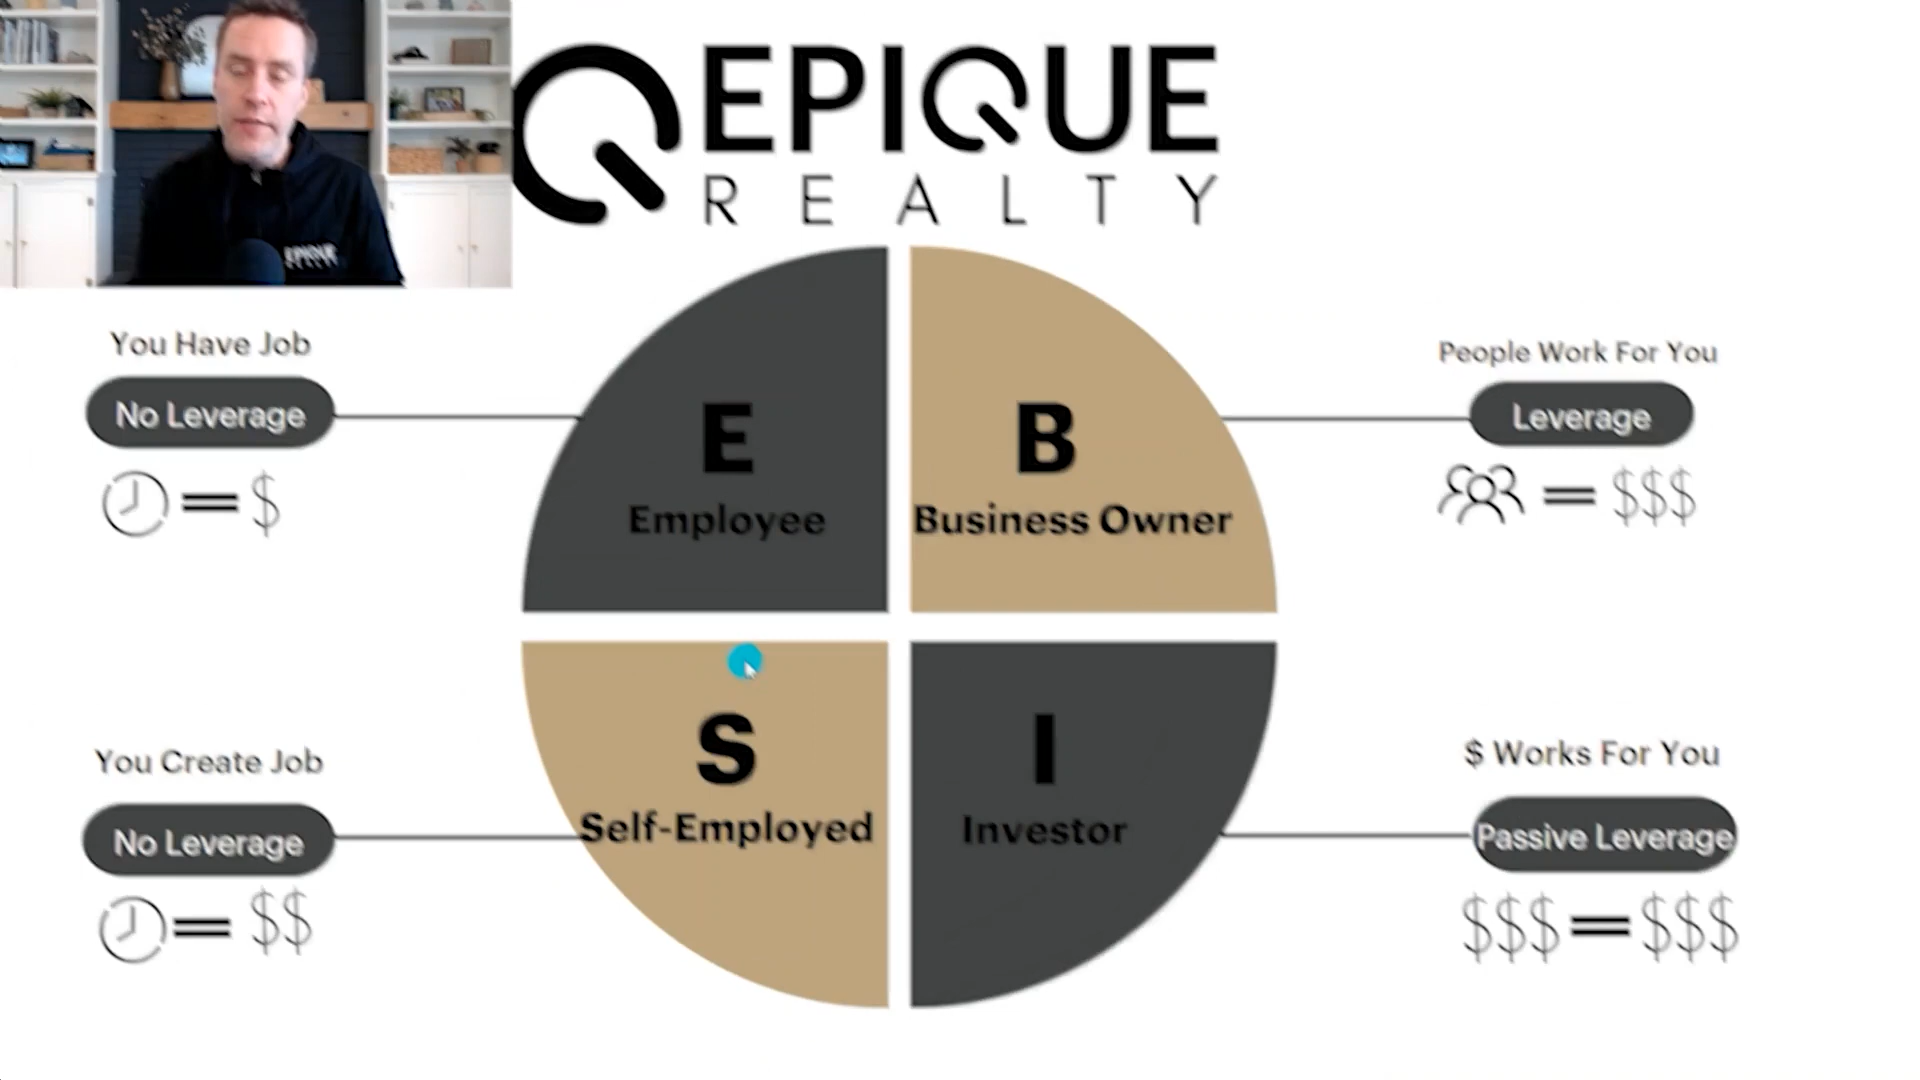 EPIQUE
REALTY
EPIQUE
You Have Job
No Leverage
= $
E
Employee
B
Business Owner
People Work For You
Leverage
= $$$
You Create Job
No Leverage
= $$
S
Self-Employed
I
Investor
$ Works For You
Passive Leverage
$$$ = $$$